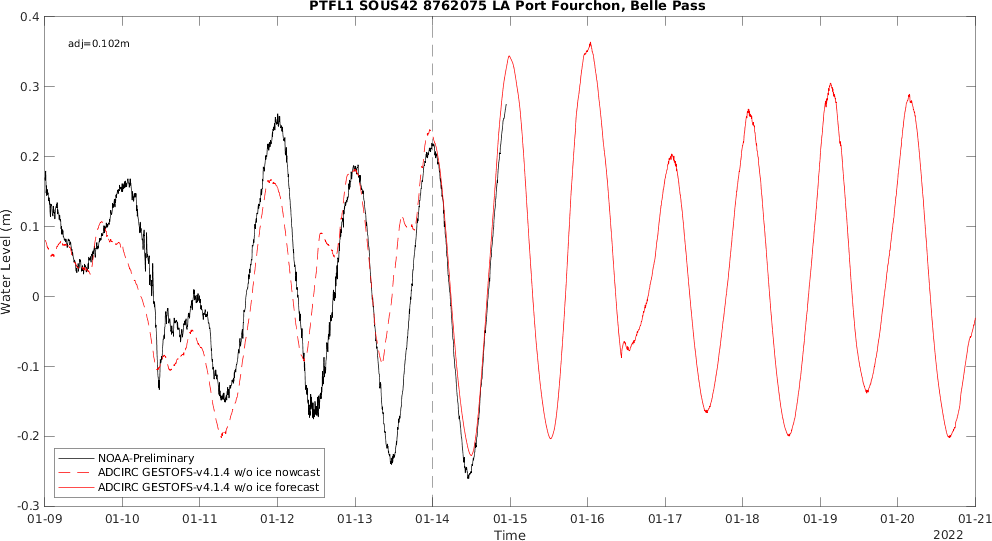 PTFL1 SOUS42 8762075 LA Port Fourchon, Belle Pass
adj=0.102m
0.4
0.3
0.2
0.1
0
-0.1
-0.2
-0.3
Water Level (m)
NOAA-Preliminary
ADCIRC GESTOFS-v4.1.4 w/o ice nowcast
ADCIRC GESTOFS-v4.1.4 w/o ice forecast
01-09 01-10 01-11 01-12 01-13 01-14 01-15 01-16 01-17 01-18 01-19 01-20 01-21
Time
2022